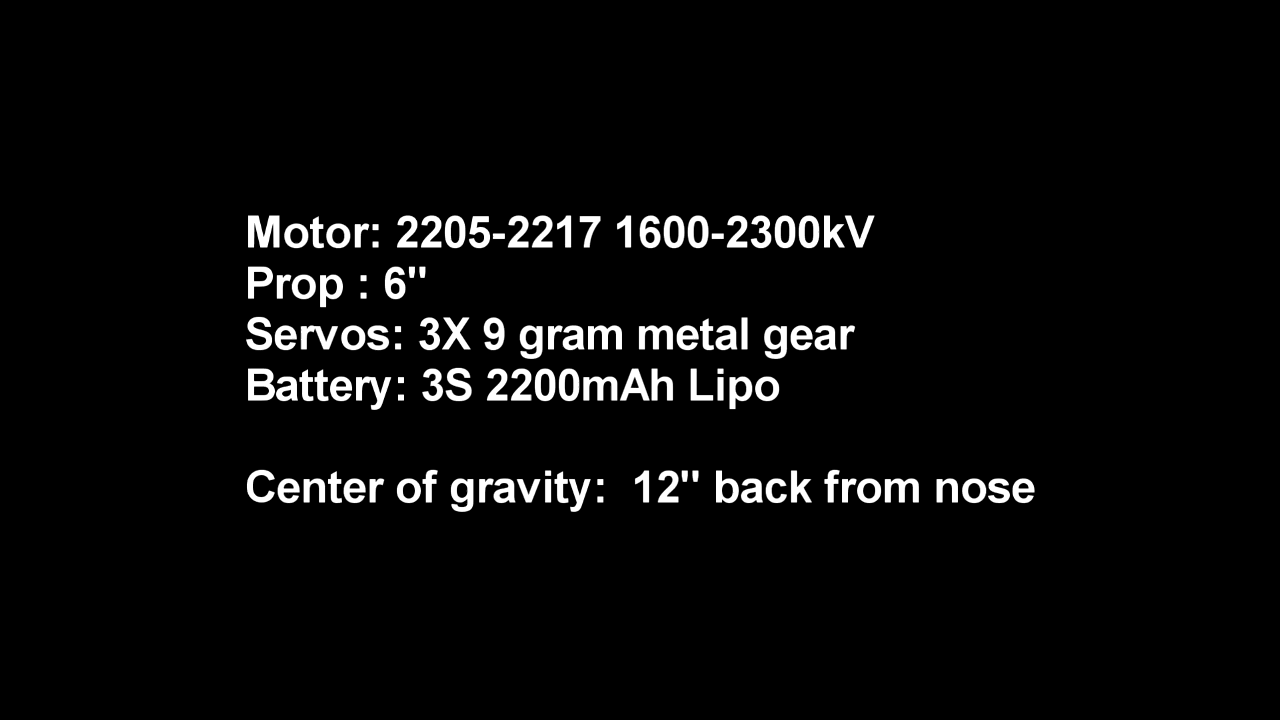 Motor: 2205-2217 1600-2300kV
Prop : 6"
Servos: 3X 9 gram metal gear
Battery: 3S 2200mAh Lipo
Center of gravity:  12" back from nose